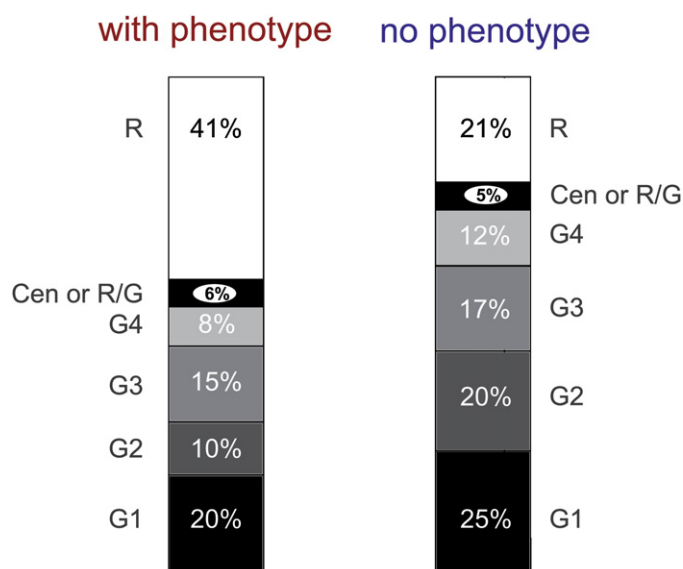 with phenotype
no phenotype
R 41%
Cen or R/G 6%
G4 8%
G3 15%
G2 10%
G1 20%
21% R
5% Cen or R/G
12% G4
17% G3
20% G2
25% G1